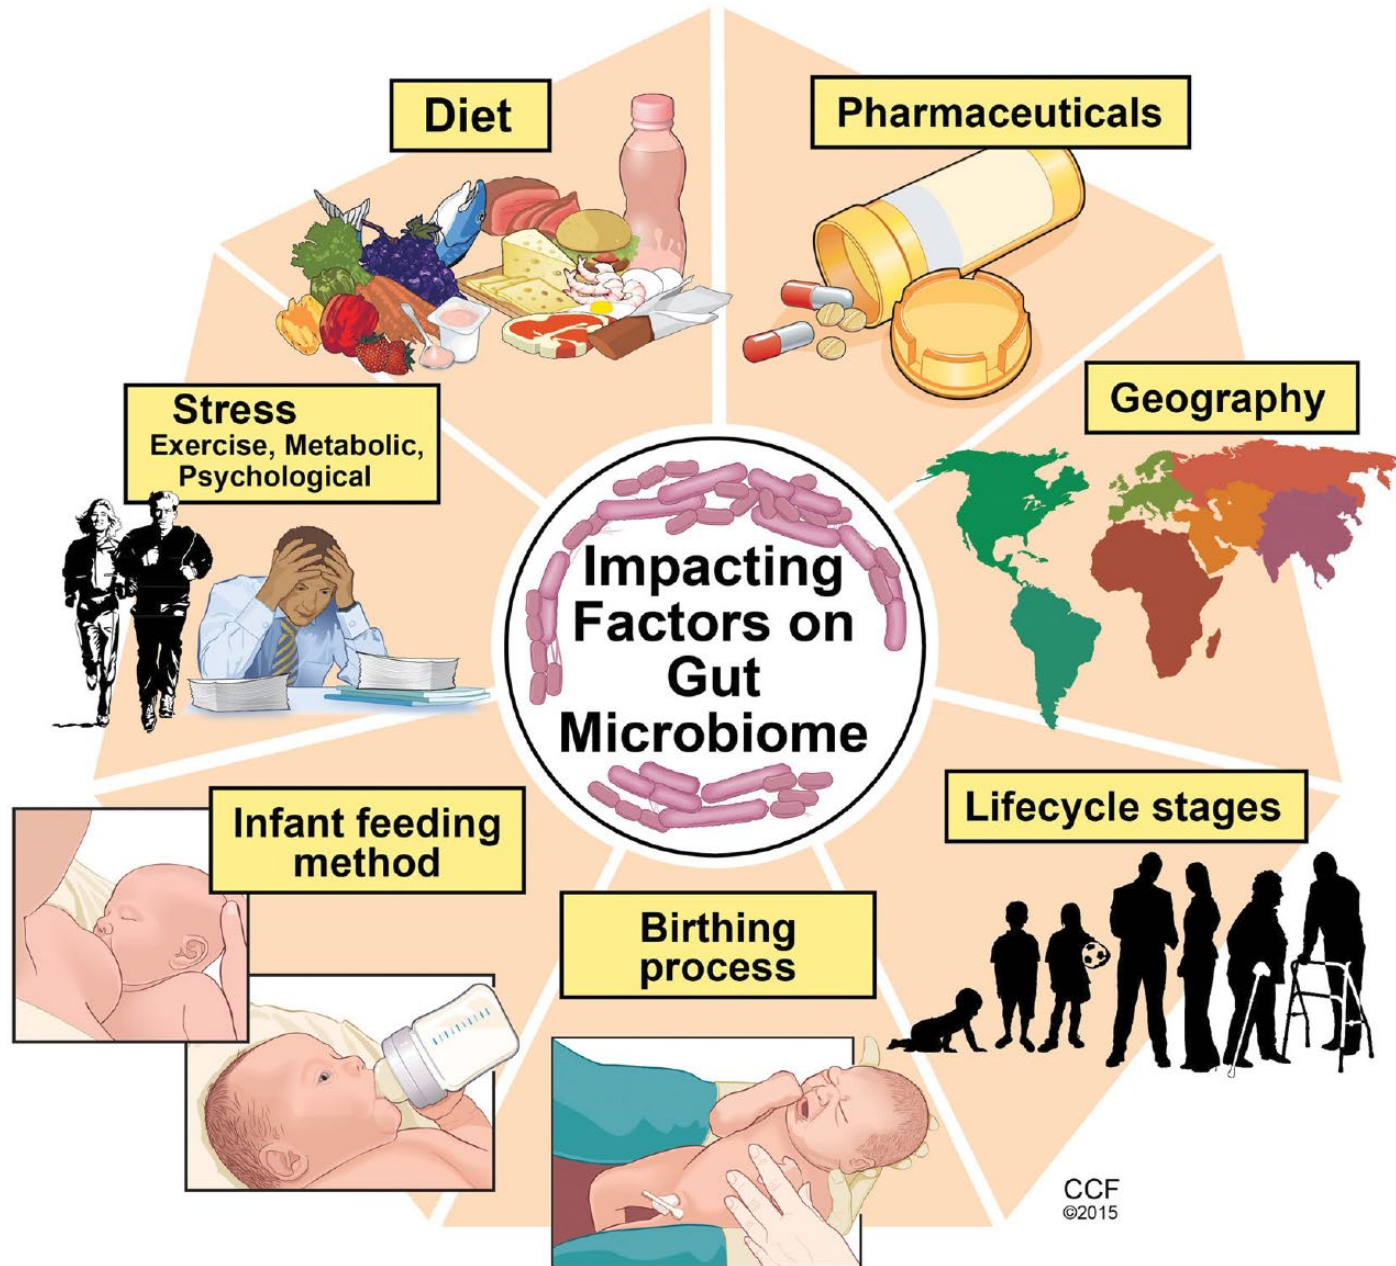 Diet
Pharmaceuticals
Stress
Exercise, Metabolic,
Psychological
Geography
Impacting
Factors on
Gut
Microbiome
Infant feeding
method
Lifecycle stages
Birthing
process
CCF
©2015